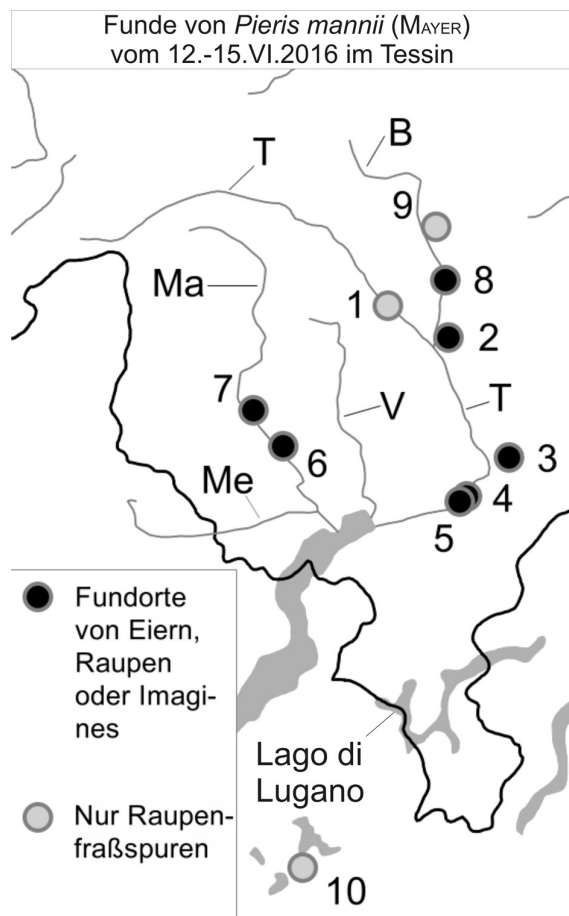 Funde von Pieris mannii (MAYER)
vom 12.-15.VI.2016 im Tessin
B
T
9
Ma
8
1
2
7
T
V
3
6
Me
4
5
Fundorte
von Eiern,
Raupen
oder Imagi-
nes
Lago di
Lugano
Nur Raupen-
fraßspuren
10